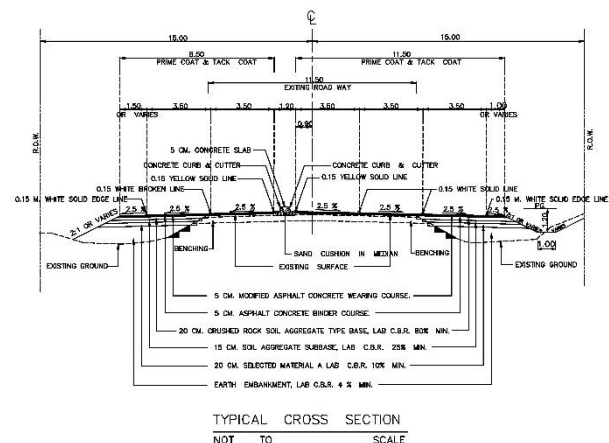 ℄
15.00 15.00
8.50 11.50
PRIME COAT & TACK COAT PRIME COAT & TACK COAT
11.50
EXITING ROAD WAY
1.50 3.50 3.50 1.20 3.50 3.50 3.50 1.00
OR VARIES OR VARIES
0.90
R.O.W. R.O.W.
5 CM. CONCRETE SLAB
CONCRETE CURB & CUTTER CONCRETE CURB & CUTTER
0.15 YELLOW SOLID LINE 0.15 YELLOW SOLID LINE
0.15 WHITE BROKEN LINE 0.15 WHITE SOLID LINE
0.15 M. WHITE SOLID EDGE LINE 0.15 M. WHITE SOLID EDGE LINE
PG.
2.5 % 2.5 % 2.5 % 2.5 % 2.5 % 2.5 %
2:1 OR VARIES
1.00
BENCHING SAND CUSHION IN MEDIAN BENCHING
EXISTING GROUND EXISTING SURFACE EXISTING GROUND
5 CM. MODIFIED ASPHALT CONCRETE WEARING COURSE.
5 CM. ASPHALT CONCRETE BINDER COURSE.
20 CM. CRUSHED ROCK SOIL AGGREGATE TYPE BASE, LAB C.B.R. 80% MIN.
15 CM. SOIL AGGREGATE SUBBASE, LAB C.B.R. 25% MIN.
20 CM. SELECTED MATERIAL A LAB C.B.R. 10% MIN.
EARTH EMBANKMENT, LAB C.B.R. 4 % MIN.
TYPICAL CROSS SECTION
NOT TO SCALE